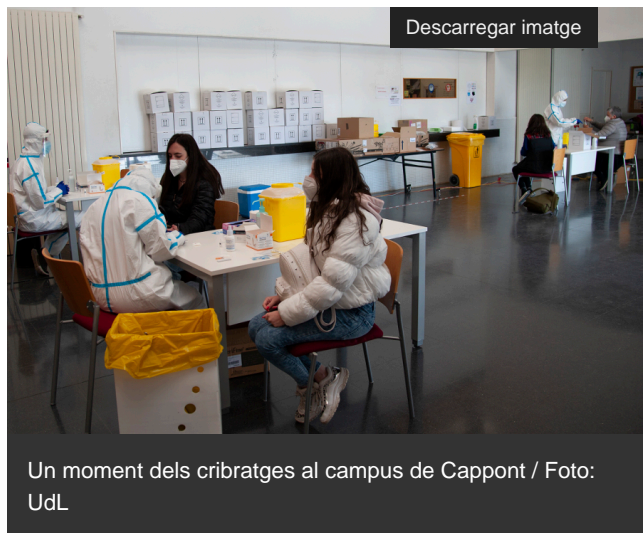 Descarregar imatge
Un moment dels cribratges al campus de Cappont / Foto:
UdL